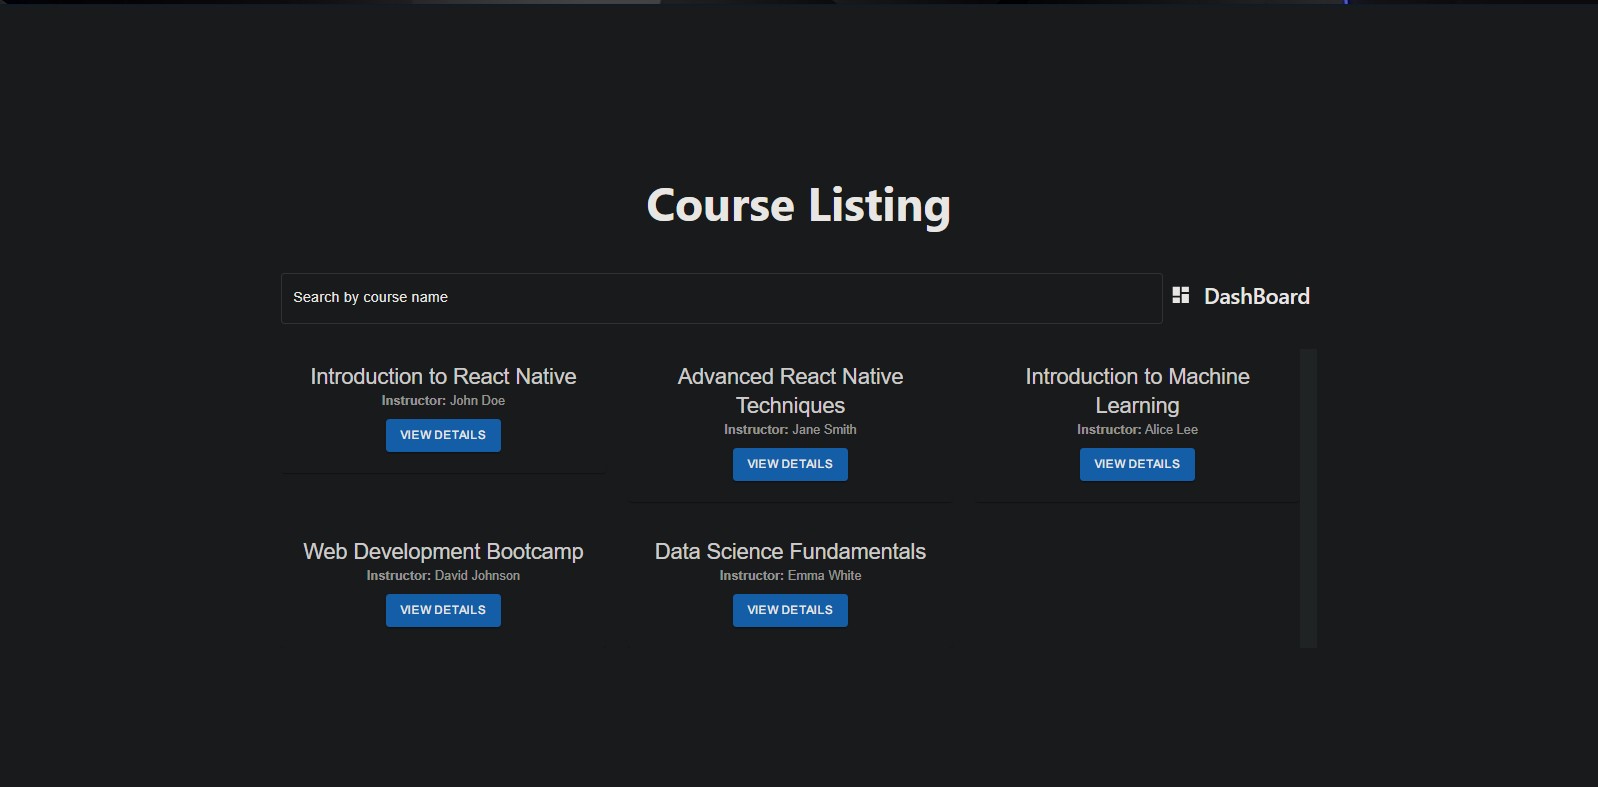 Course Listing
Search by course name
DashBoard
Introduction to React Native
Instructor: John Doe
VIEW DETAILS
Advanced React Native
Techniques
Instructor: Jane Smith
VIEW DETAILS
Introduction to Machine
Learning
Instructor: Alice Lee
VIEW DETAILS
Web Development Bootcamp
Instructor: David Johnson
VIEW DETAILS
Data Science Fundamentals
Instructor: Emma White
VIEW DETAILS